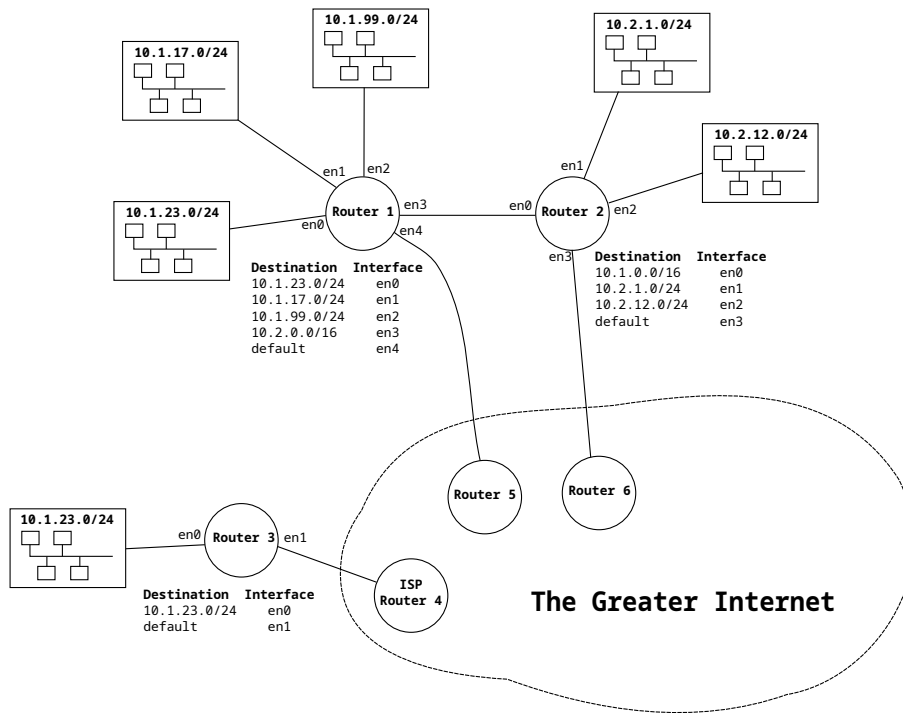 10.1.99.0/24
10.2.1.0/24
10.1.17.0/24
10.2.12.0/24
en1
en2
en1
10.1.23.0/24
en3
en0
en2
Router 1
Router 2
en0
en4
en3
Destination Interface
10.1.23.0/24 en0
10.1.17.0/24 en1
10.1.99.0/24 en2
10.2.0.0/16 en3
default en4
Destination Interface
10.1.0.0/16 en0
10.2.1.0/24 en1
10.2.12.0/24 en2
default en3
Router 5
Router 6
10.1.23.0/24
en0
Router 3
en1
Destination Interface
10.1.23.0/24 en0
default en1
ISP
Router 4
The Greater Internet